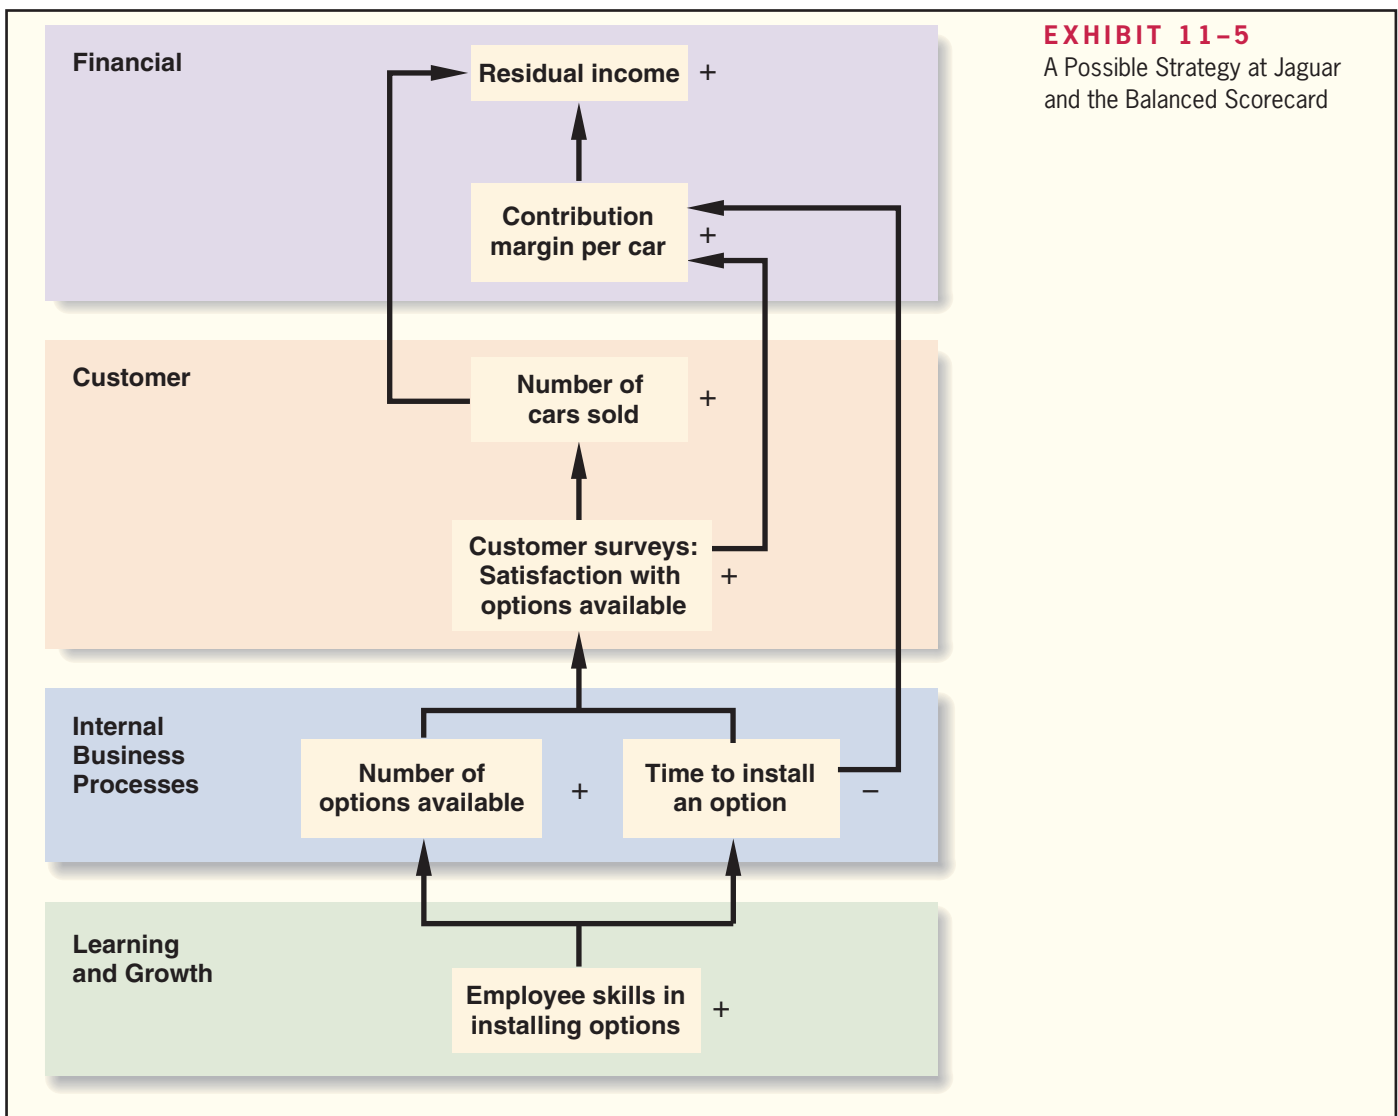 EXHIBIT 11–5
A Possible Strategy at Jaguar
and the Balanced Scorecard
Financial
Residual income +
Contribution
margin per car
+
Customer
Number of
cars sold
+
Customer surveys:
Satisfaction with
options available
+
Internal
Business
Processes
Number of
options available
+
Time to install
an option
–
Learning
and Growth
Employee skills in
installing options
+